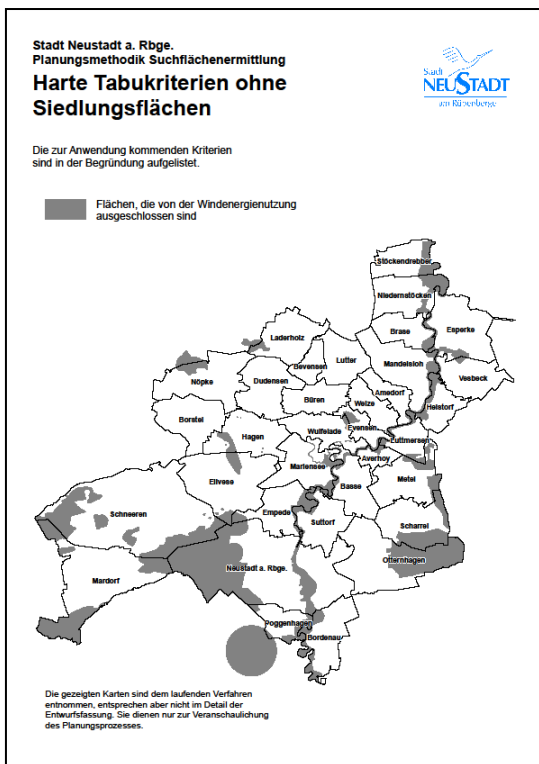 Stadt Neustadt a. Rbge.
Planungsmethodik Suchflächenermittlung
Harte Tabukriterien ohne
Siedlungsflächen
Stadt
NEUSTADT
am Rübenberge
Die zur Anwendung kommenden Kriterien
sind in der Begründung aufgelistet.
Flächen, die von der Windenergienutzung
ausgeschlossen sind
Stöckendrebber
Niedernstöcken
Brase
Esperke
Laderholz
Lutter
Mandelsloh
Bevensen
Vesbeck
Nöpke
Dudensen
Amedorf
Büren
Welze
Helstorf
Borstel
Evensen
Wulfelade
Hagen
Luttmersen
Averhoy
Mariensee
Metel
Basse
Eilvese
Empede
Schneeren
Suttorf
Scharrel
Otternhagen
Neustadt a. Rbge.
Mardorf
Poggenhagen
Bordenau
Die gezeigten Karten sind dem laufenden Verfahren
entnommen, entsprechen aber nicht im Detail der
Entwurfsfassung. Sie dienen nur zur Veranschaulichung
des Planungsprozesses.